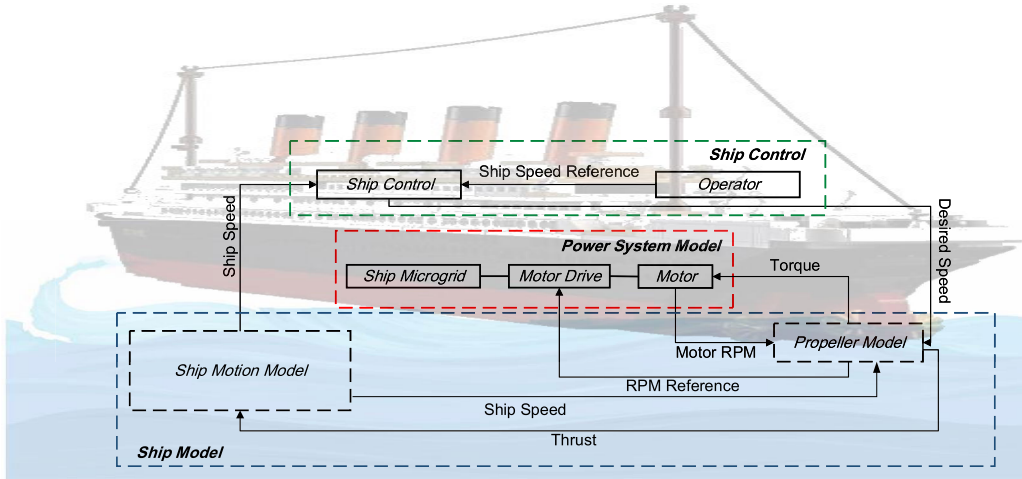 Ship Control
Ship Speed Reference
Ship Control
Operator
Ship Speed
Desired Speed
Power System Model
Torque
Ship Microgrid
Motor Drive
Motor
Propeller Model
Motor RPM
Ship Motion Model
RPM Reference
Ship Speed
Thrust
Ship Model